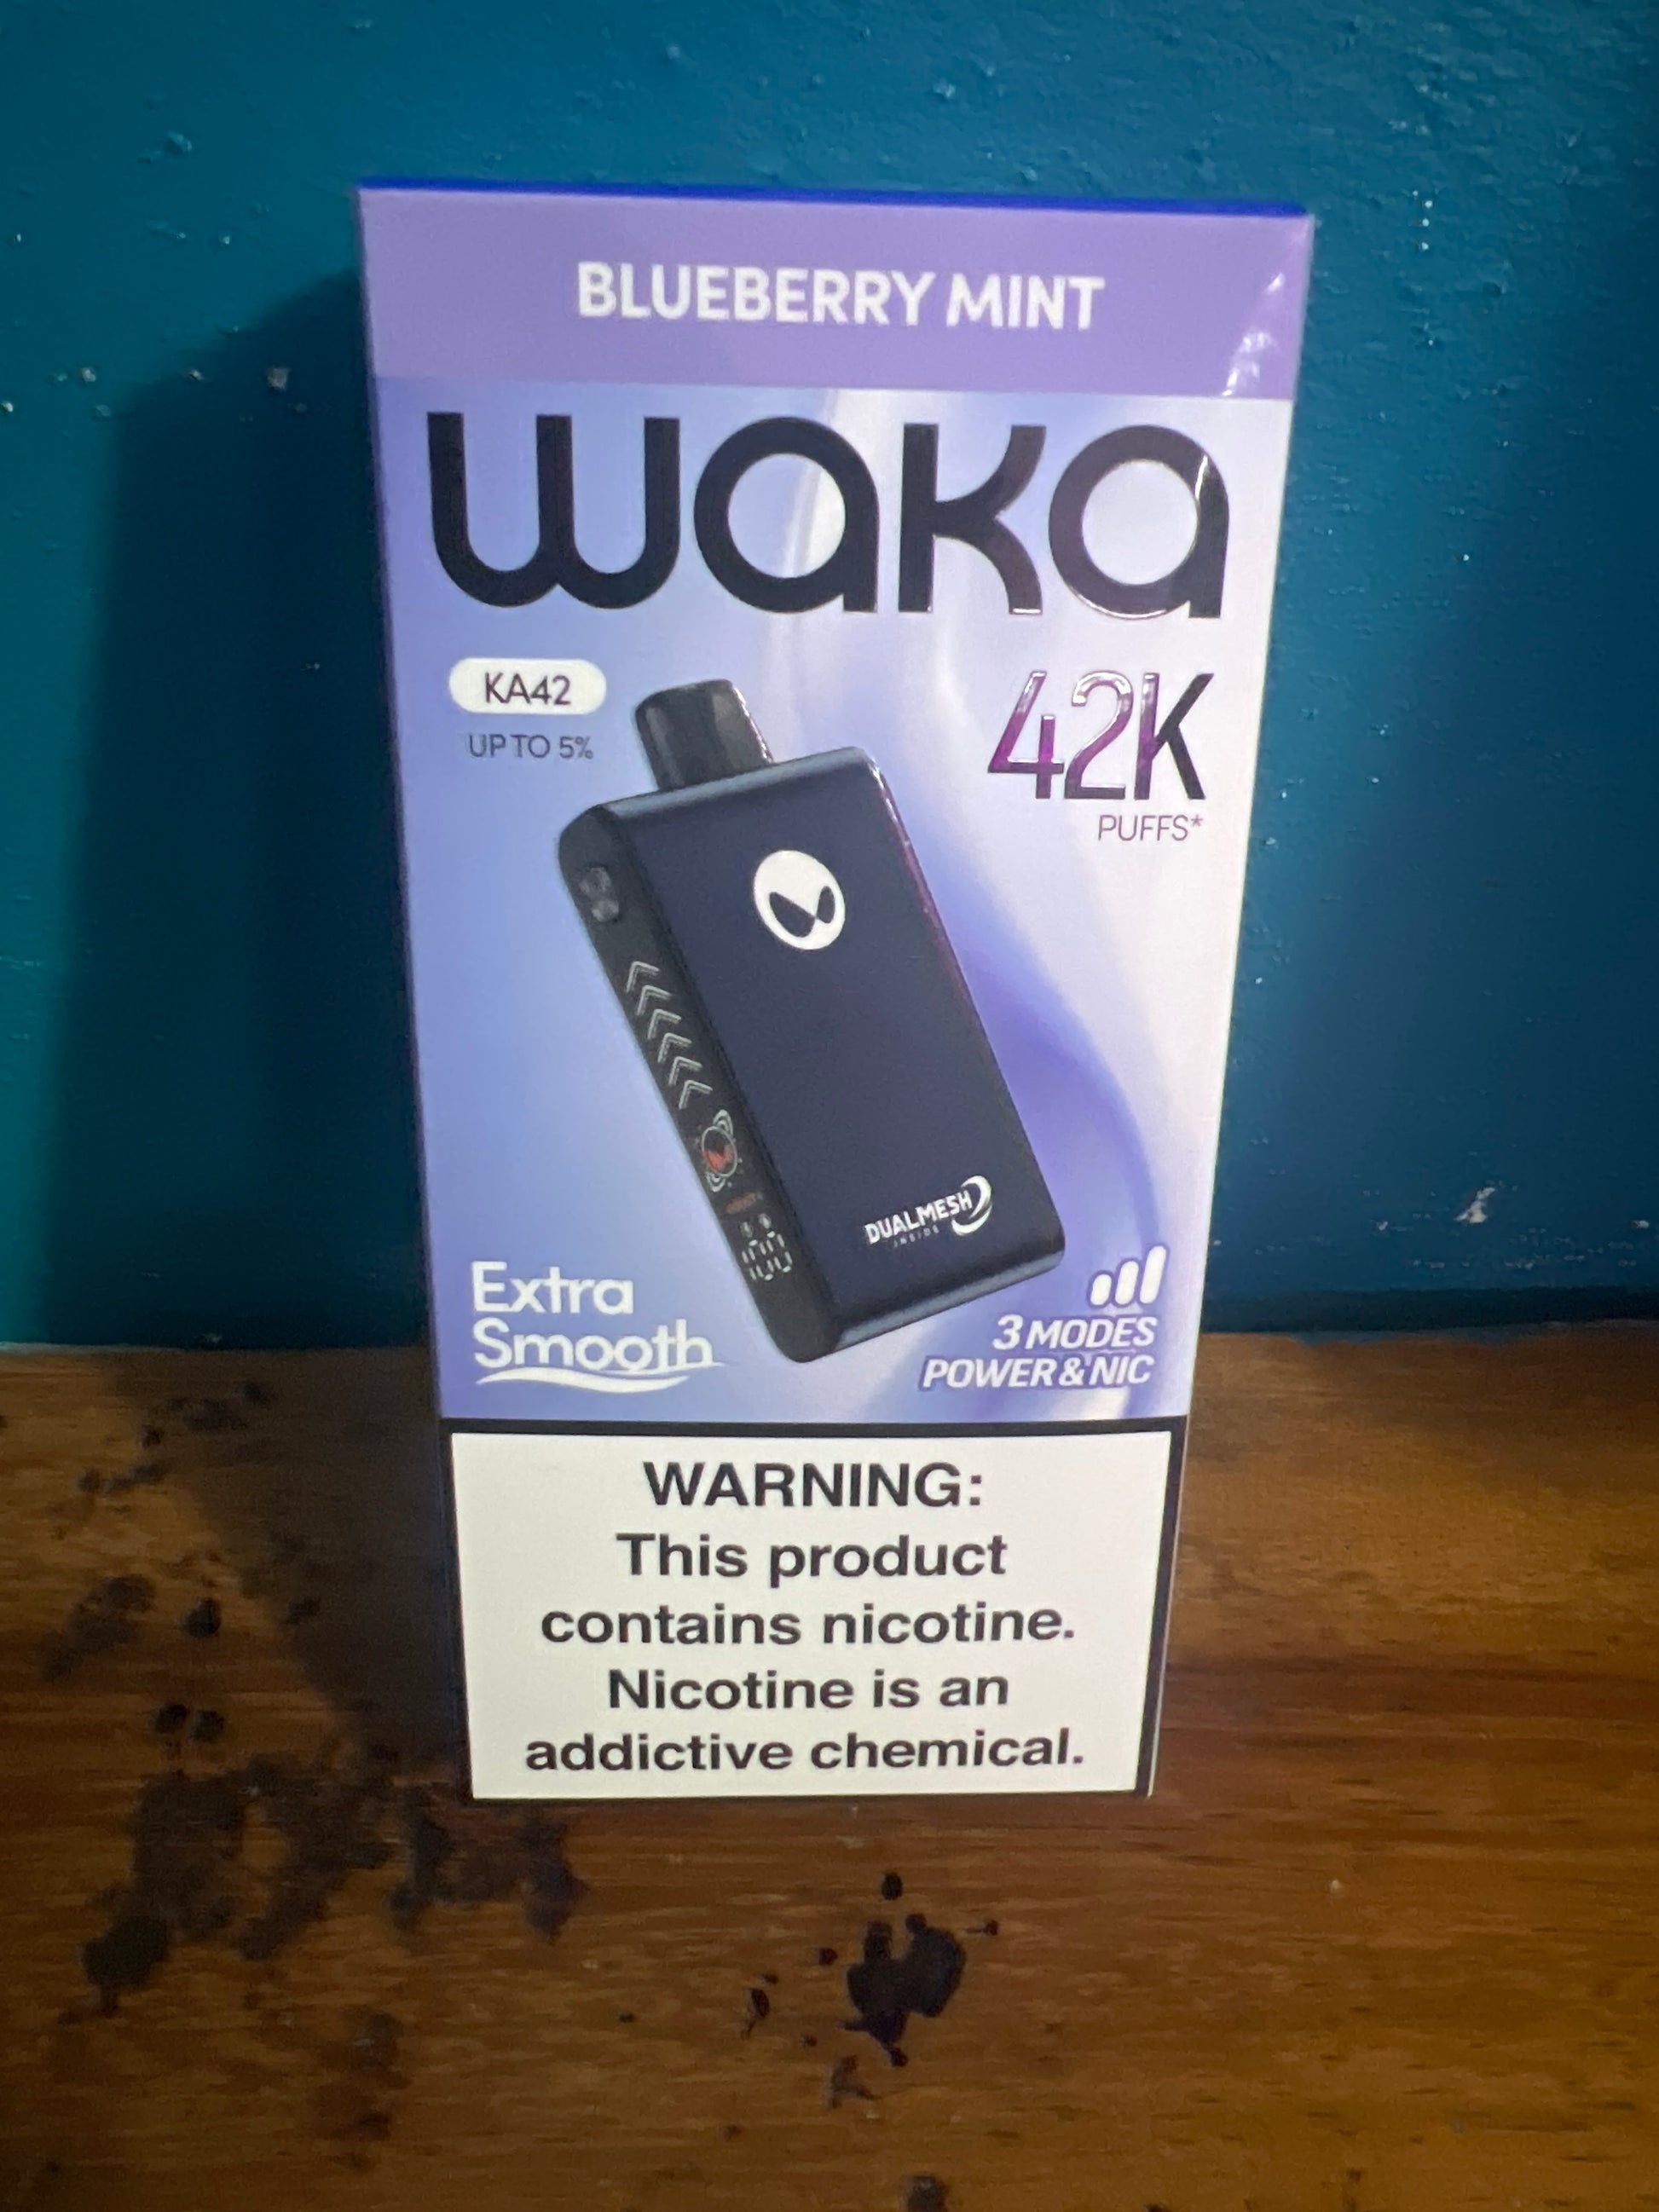 BLUEBERRY MINT
waka
KA42
UP TO 5%
42K
PUFFS*
DUALMESH
INSIDE
Extra
Smooth
3 MODES
POWER&NIC
WARNING:
This product
contains nicotine.
Nicotine is an
addictive chemical.